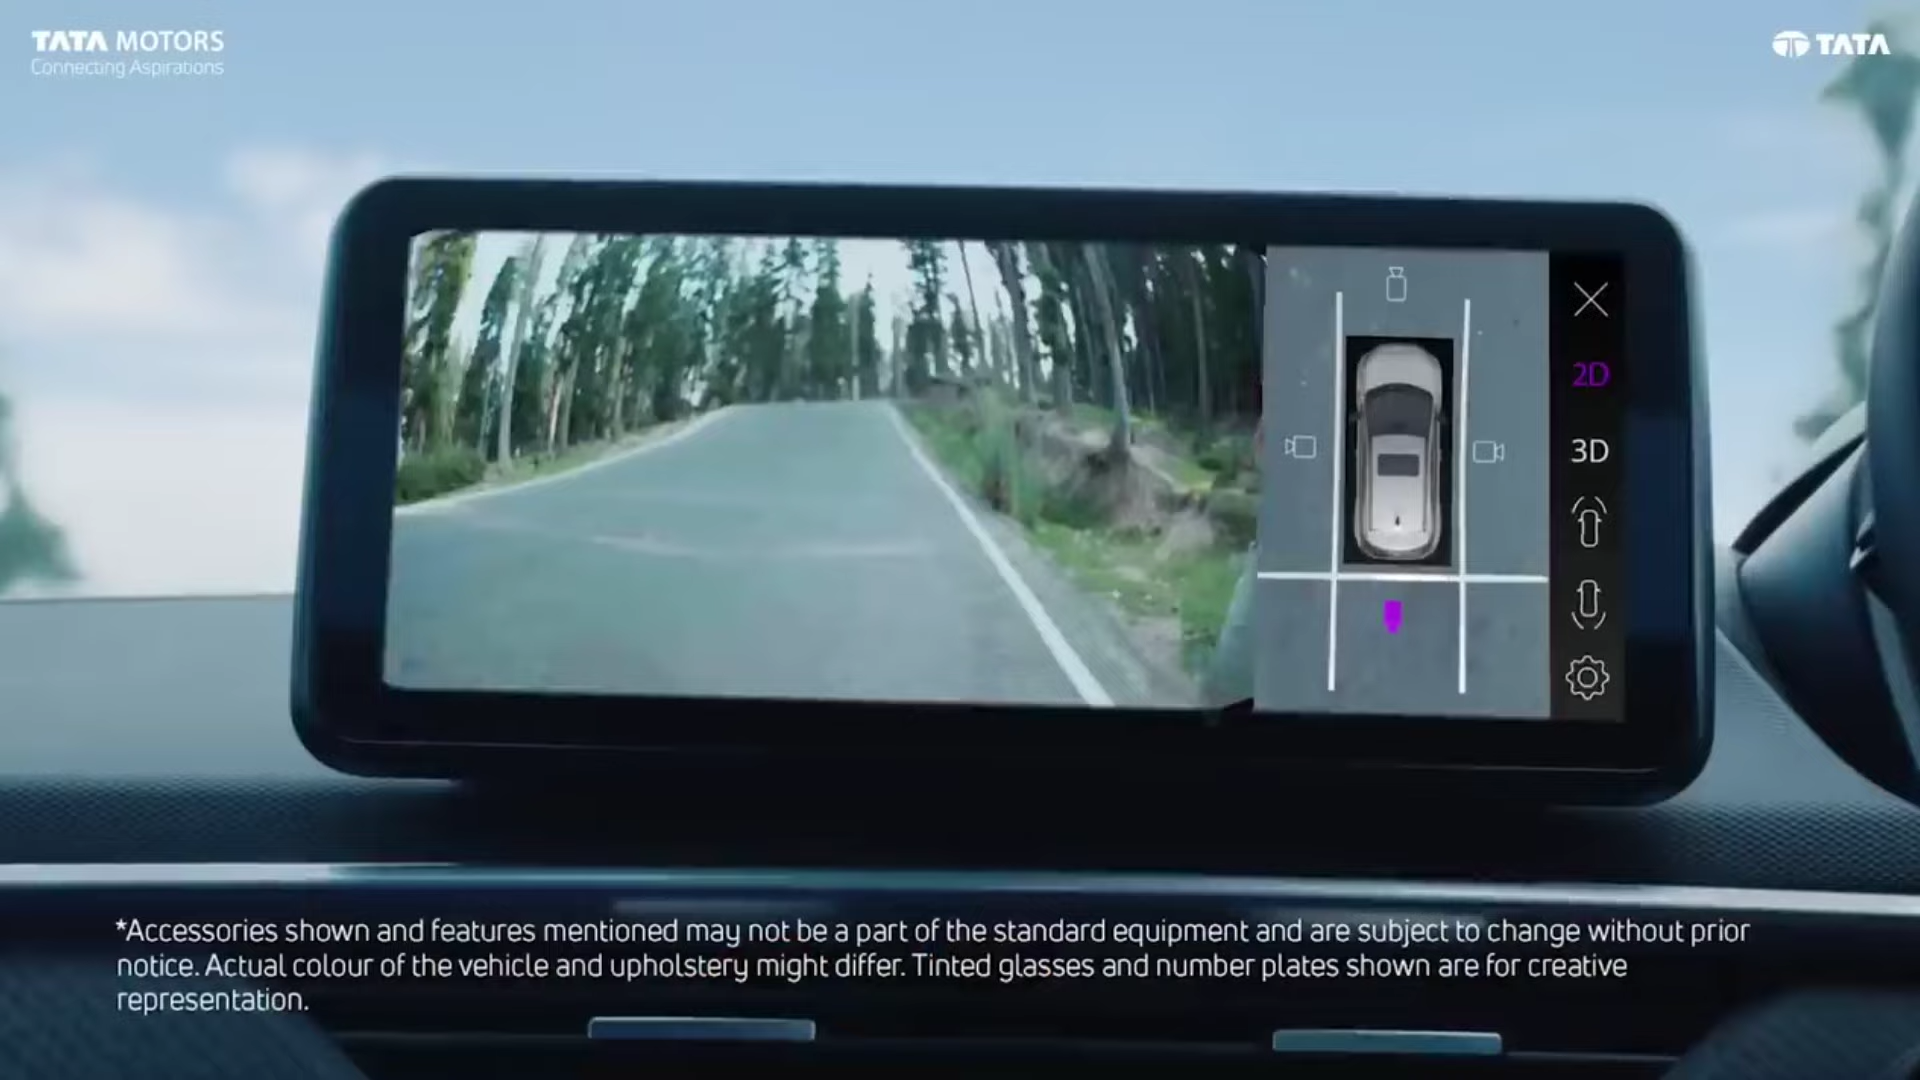 TATA MOTORS
Connecting Aspirations
TATA
2D
3D
*Accessories shown and features mentioned may not be a part of the standard equipment and are subject to change without prior
notice. Actual colour of the vehicle and upholstery might differ. Tinted glasses and number plates shown are for creative
representation.